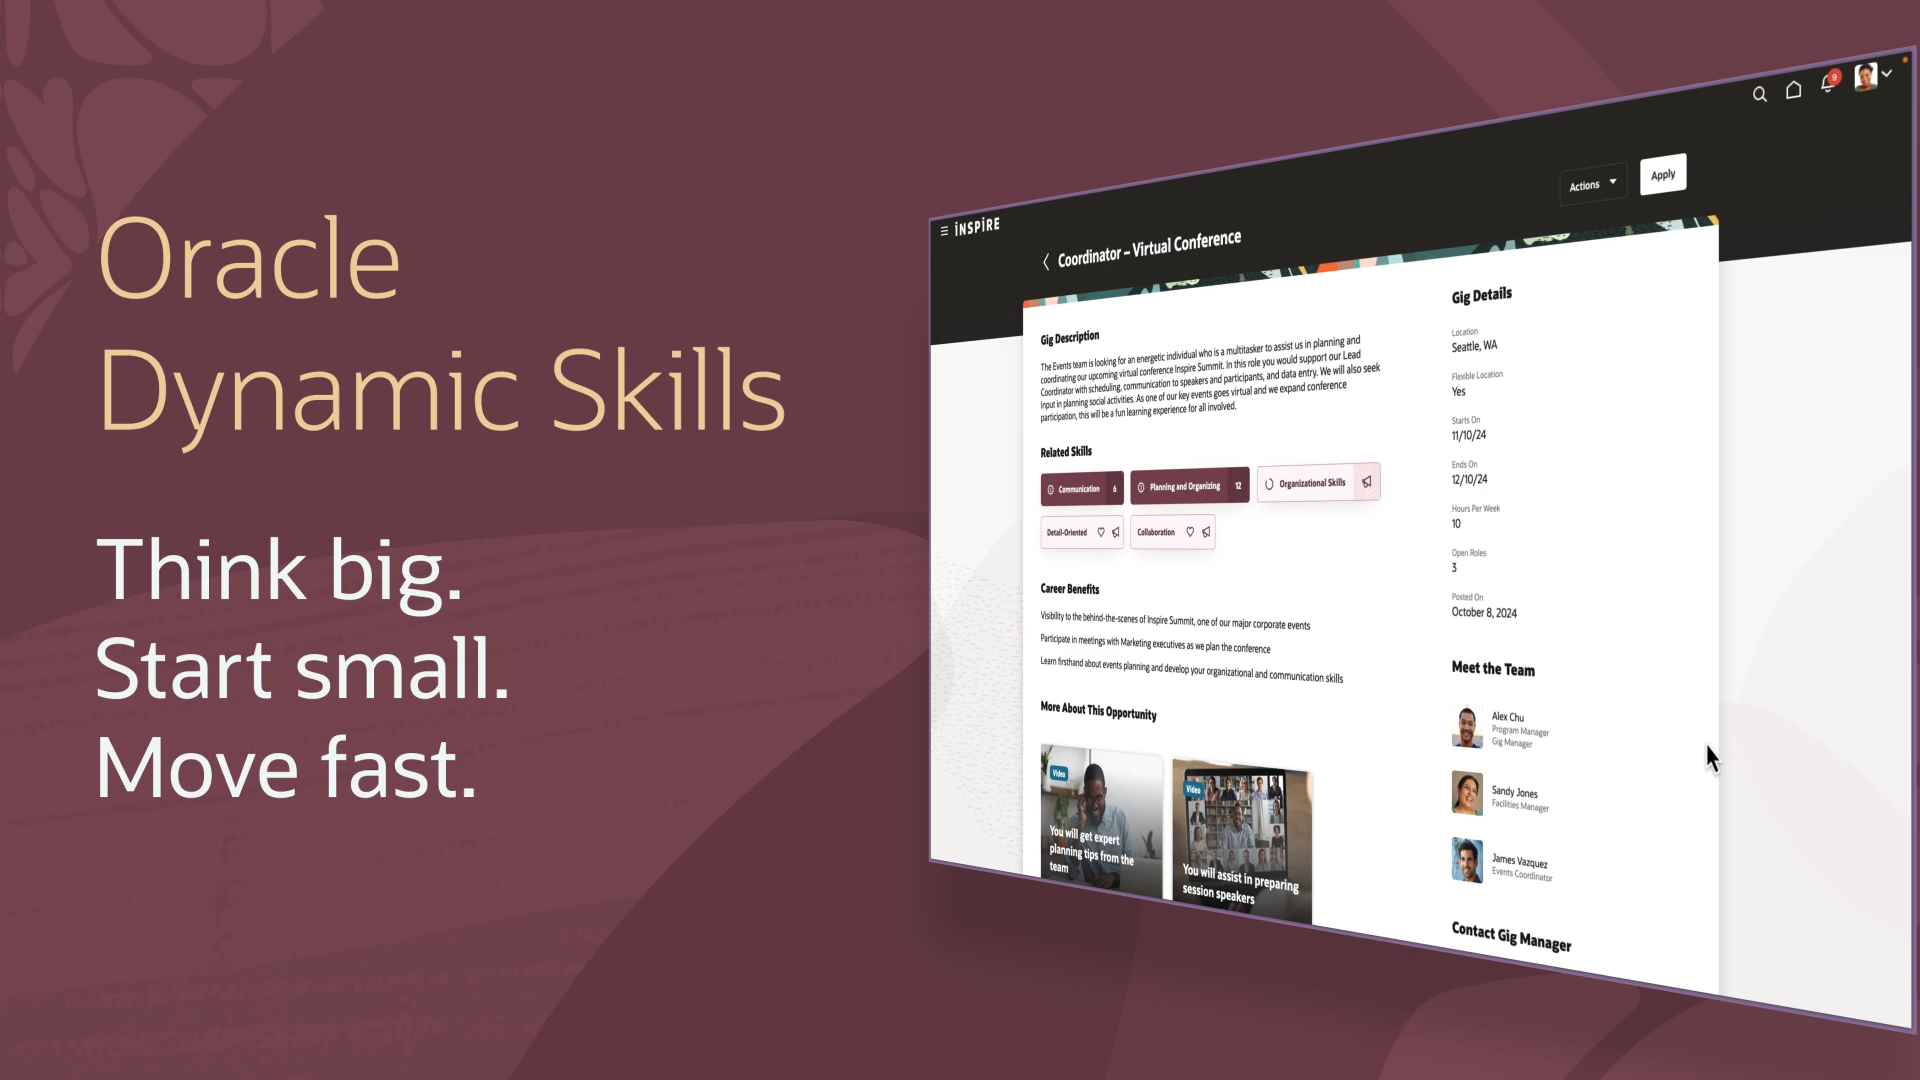 Oracle
Dynamic Skills
Think big.
Start small.
Move fast.
9
INSPIRE
Actions
Apply
Coordinator – Virtual Conference
Gig Description
The Events team is looking for an energetic individual who is a multitasker to assist us in planning and
coordinating our upcoming virtual conference Inspire Summit. In this role you would support our Lead
Coordinator with scheduling, communication to speakers and participants, and data entry. We will also seek
input in planning social activities. As one of our key events goes virtual and we expand conference
participation, this will be a fun learning experience for all involved.
Related Skills
Communication 6
Planning and Organizing 12
Organizational Skills
Detail-Oriented
Collaboration
Career Benefits
Visibility to the behind-the-scenes of Inspire Summit, one of our major corporate events
Participate in meetings with Marketing executives as we plan the conference
Learn firsthand about events planning and develop your organizational and communication skills
More About This Opportunity
Video
You will get expert
planning tips from the
team
Video
You will assist in preparing
session speakers
Gig Details
Location
Seattle, WA
Flexible Location
Yes
Starts On
11/10/24
Ends On
12/10/24
Hours Per Week
10
Open Roles
3
Posted On
October 8, 2024
Meet the Team
Alex Chu
Program Manager
Gig Manager
Sandy Jones
Facilities Manager
James Vazquez
Events Coordinator
Contact Gig Manager